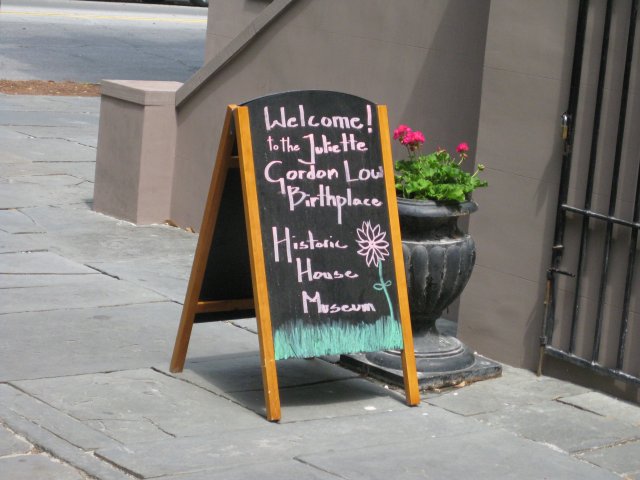 Welcome!
to the Juliette
Gordon Low
Birthplace
Historic
House
Museum